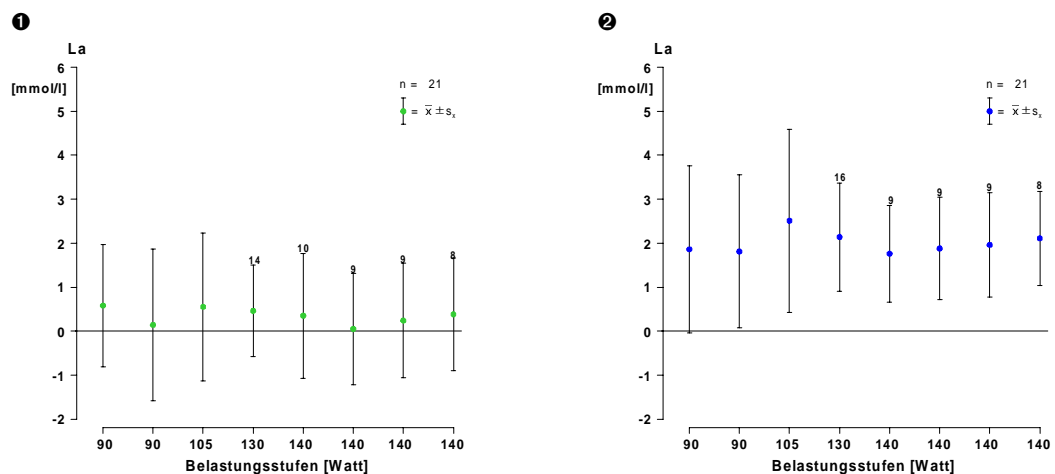 ❶
La
[mmol/l]
6
5
4
3
2
1
0
-1
-2
n = 21
= x̅ ±sₓ
14
10
9
9
8
90 90 105 130 140 140 140 140
Belastungsstufen [Watt]
❷
La
[mmol/l]
6
5
4
3
2
1
0
-1
-2
n = 21
= x̅ ±sₓ
16
9
9
9
8
90 90 105 130 140 140 140 140
Belastungsstufen [Watt]